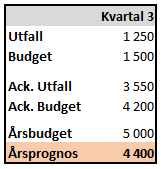 Kvartal 3
Utfall 1 250
Budget 1 500
Ack. Utfall 3 550
Ack. Budget 4 200
Årsbudget 5 000
Årsprognos 4 400